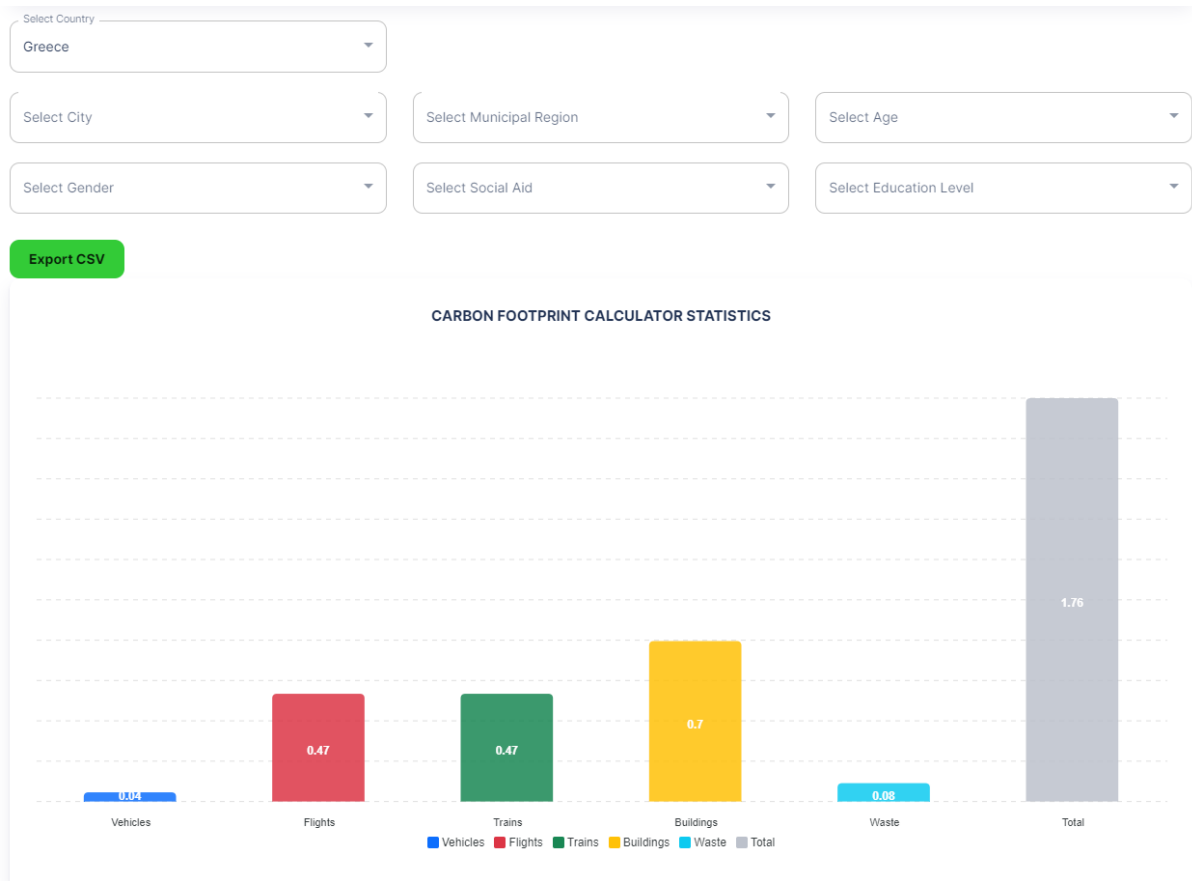 Select Country
Greece
Select City
Select Municipal Region
Select Age
Select Gender
Select Social Aid
Select Education Level
Export CSV
CARBON FOOTPRINT CALCULATOR STATISTICS
1.76
0.7
0.47
0.47
0.04
0.08
Vehicles
Flights
Trains
Buildings
Waste
Total
Vehicles
Flights
Trains
Buildings
Waste
Total